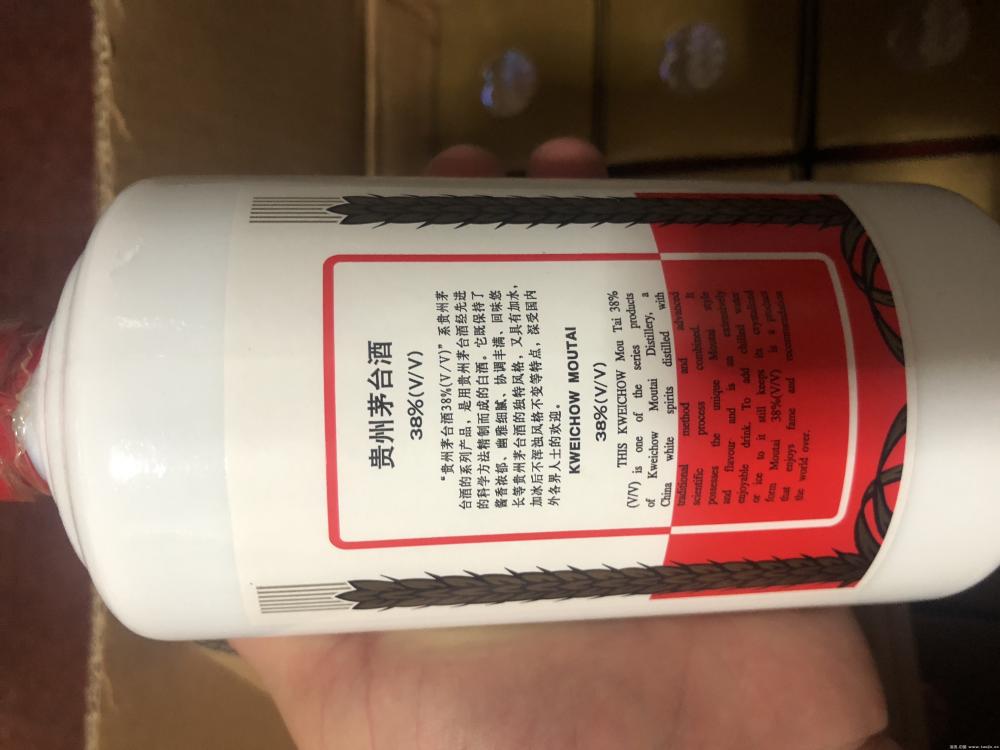 贵州茅台酒
38%(V/V)
“贵州茅台酒38%(V/V)”系贵州茅
台酒的系列产品，是用贵州茅台酒经先进
的科学方法精制而成的白酒。它既保持了
酱香浓郁、幽雅细腻、协调丰满、回味悠
长等贵州茅台酒的独特风格，又具有加水，
加冰后不浑浊风格不变等特点，深受国内
外各界人士的欢迎。
KWEICHOW MOUTAI
38%(V/V)
THIS KWEICHOW Mou Tai 38%
(V/V) is one of the series products
of Kweichow Moutai Distillery, a
China white spirits distilled with
traditional method and advanced
scientific process combined. It
possesses the unique Moutai style
and flavour and is an extensively
enjoyable drink. To add chilled water
or ice to it still keeps its crystallized
form Moutai 38%(V/V) is a product
that enjoys fame and recommendation
the world over.